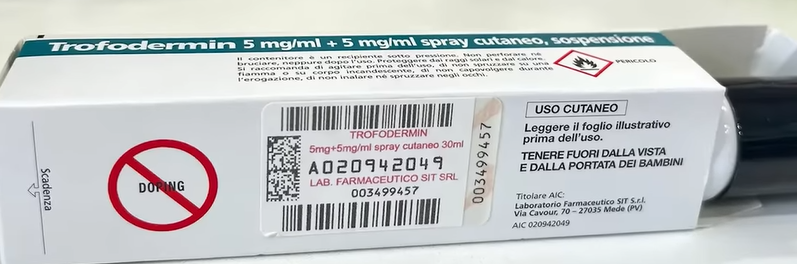 Trofodermin 5 mg/ml + 5 mg/ml spray cutaneo, sospensione
Il contenitore è un recipiente sotto pressione. Non perforare né
bruciare, neppure dopo l'uso. Proteggere dai raggi solari e dal calore.
Si raccomanda di agitare prima dell'uso, di non spruzzare su una
fiamma o su corpo incandescente, di non capovolgere durante
l'erogazione, di non inalare né spruzzare negli occhi.
PERICOLO
Scadenza
DOPING
TROFODERMIN
5mg+5mg/ml spray cutaneo 30ml
A020942049
LAB. FARMACEUTICO SIT SRL
003499457
003499457
USO CUTANEO
Leggere il foglio illustrativo
prima dell'uso.
TENERE FUORI DALLA VISTA
E DALLA PORTATA DEI BAMBINI
Titolare AIC:
Laboratorio Farmaceutico SIT S.r.l.
Via Cavour, 70 – 27035 Mede (PV)
AIC 020942049